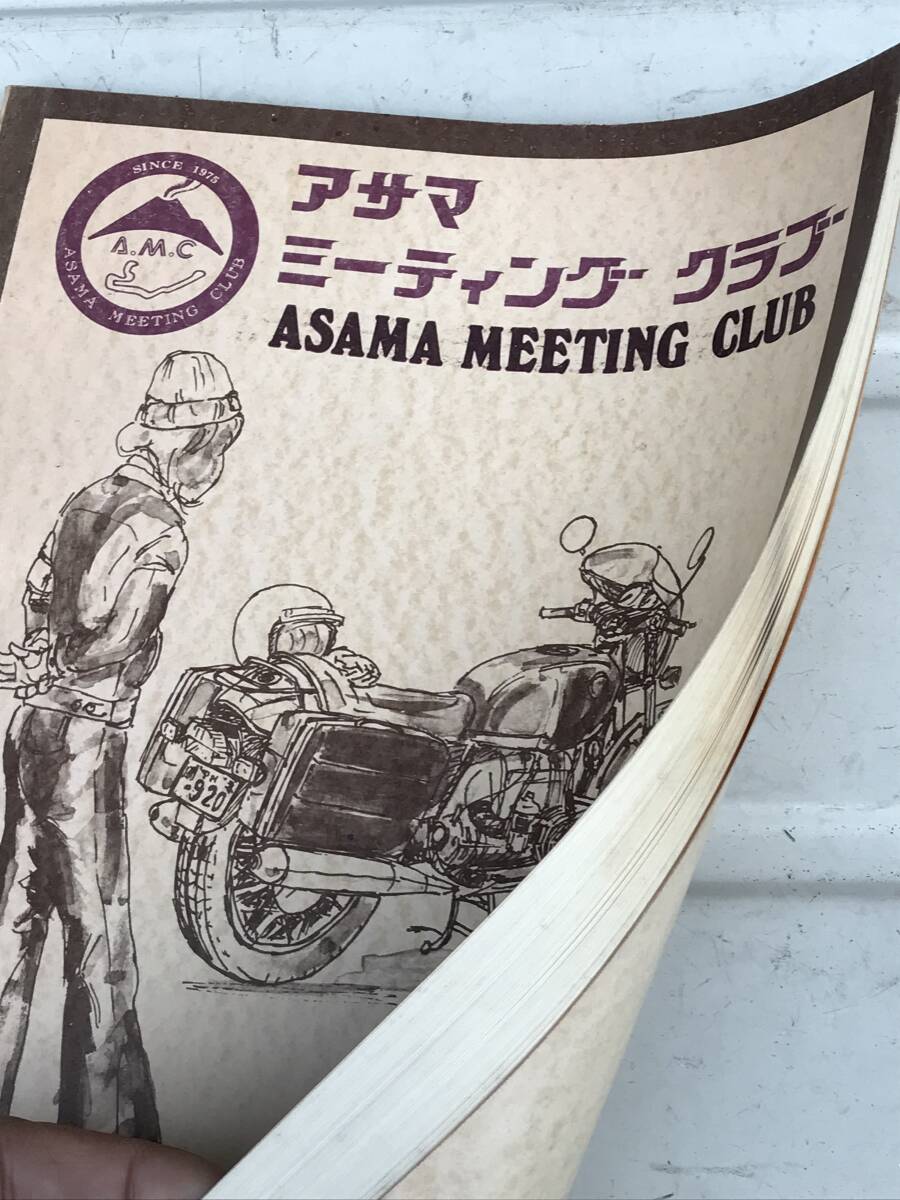 SINCE 1975
A.M.C
ASAMA MEETING CLUB
アサマ
ミーティング クラブ
ASAMA MEETING CLUB
920